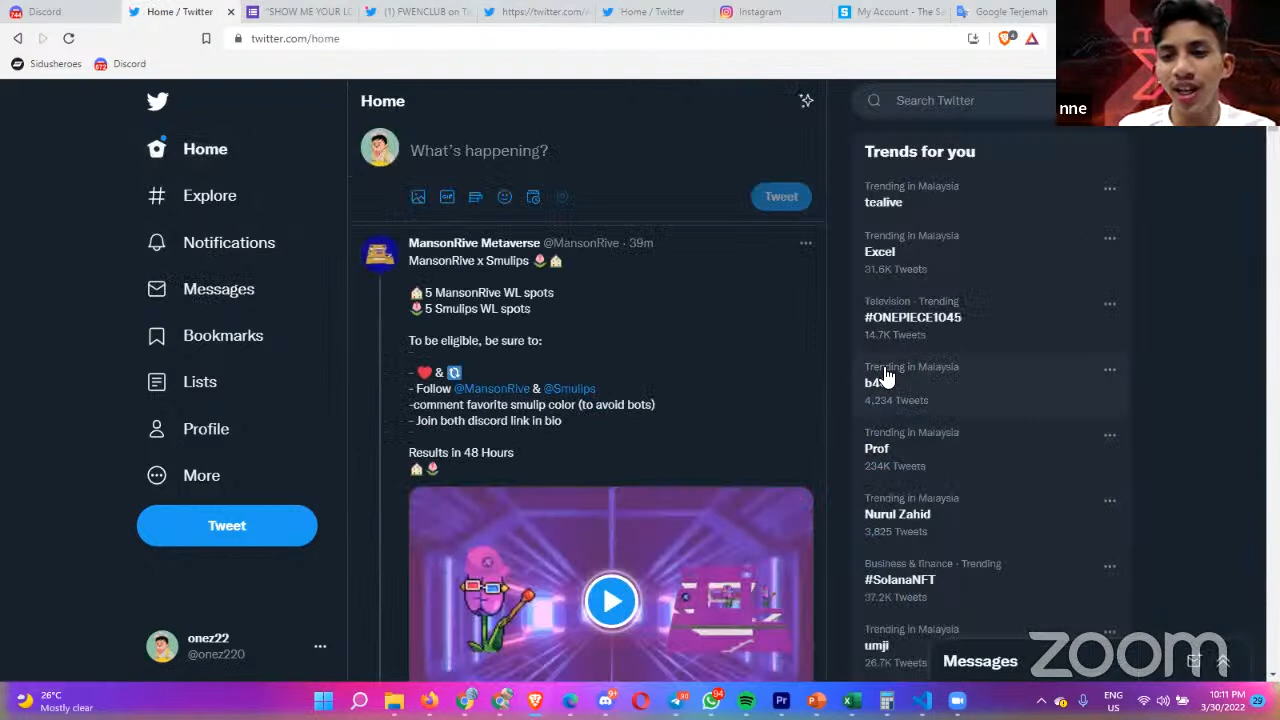 Discord
Home / Twitter
"SHOW ME YOUR LO
(1) FWENCLUB on Tw
https://twitter.com/
Home / Twitter
Instagram
My Account - The Sa
Google Terjemah
twitter.com/home
4
Sidusheroes
Discord
nne
Home
Search Twitter
What's happening?
Tweet
Home
Explore
Notifications
Messages
Bookmarks
Lists
Profile
More
Tweet
onez22
@onez220
MansonRive Metaverse @MansonRive · 39m
MansonRive x Smulips 🌷🏠
🏠5 MansonRive WL spots
🌷5 Smulips WL spots
To be eligible, be sure to:
- ❤️ & 🔃
- Follow @MansonRive & @Smulips
-comment favorite smulip color (to avoid bots)
- Join both discord link in bio
Results in 48 Hours
🏠🌷
Trends for you
Trending in Malaysia
tealive
Trending in Malaysia
Excel
31.6K Tweets
Television · Trending
#ONEPIECE1045
14.7K Tweets
Trending in Malaysia
4,234 Tweets
Trending in Malaysia
Prof
234K Tweets
Trending in Malaysia
Nurul Zahid
3,825 Tweets
Business & finance · Trending
#SolanaNFT
37.2K Tweets
Trending in Malaysia
umji
26.7K Tweets
Messages
zoom
26°C
Mostly clear
94
ENG
US
10:11 PM
3/30/2022
29